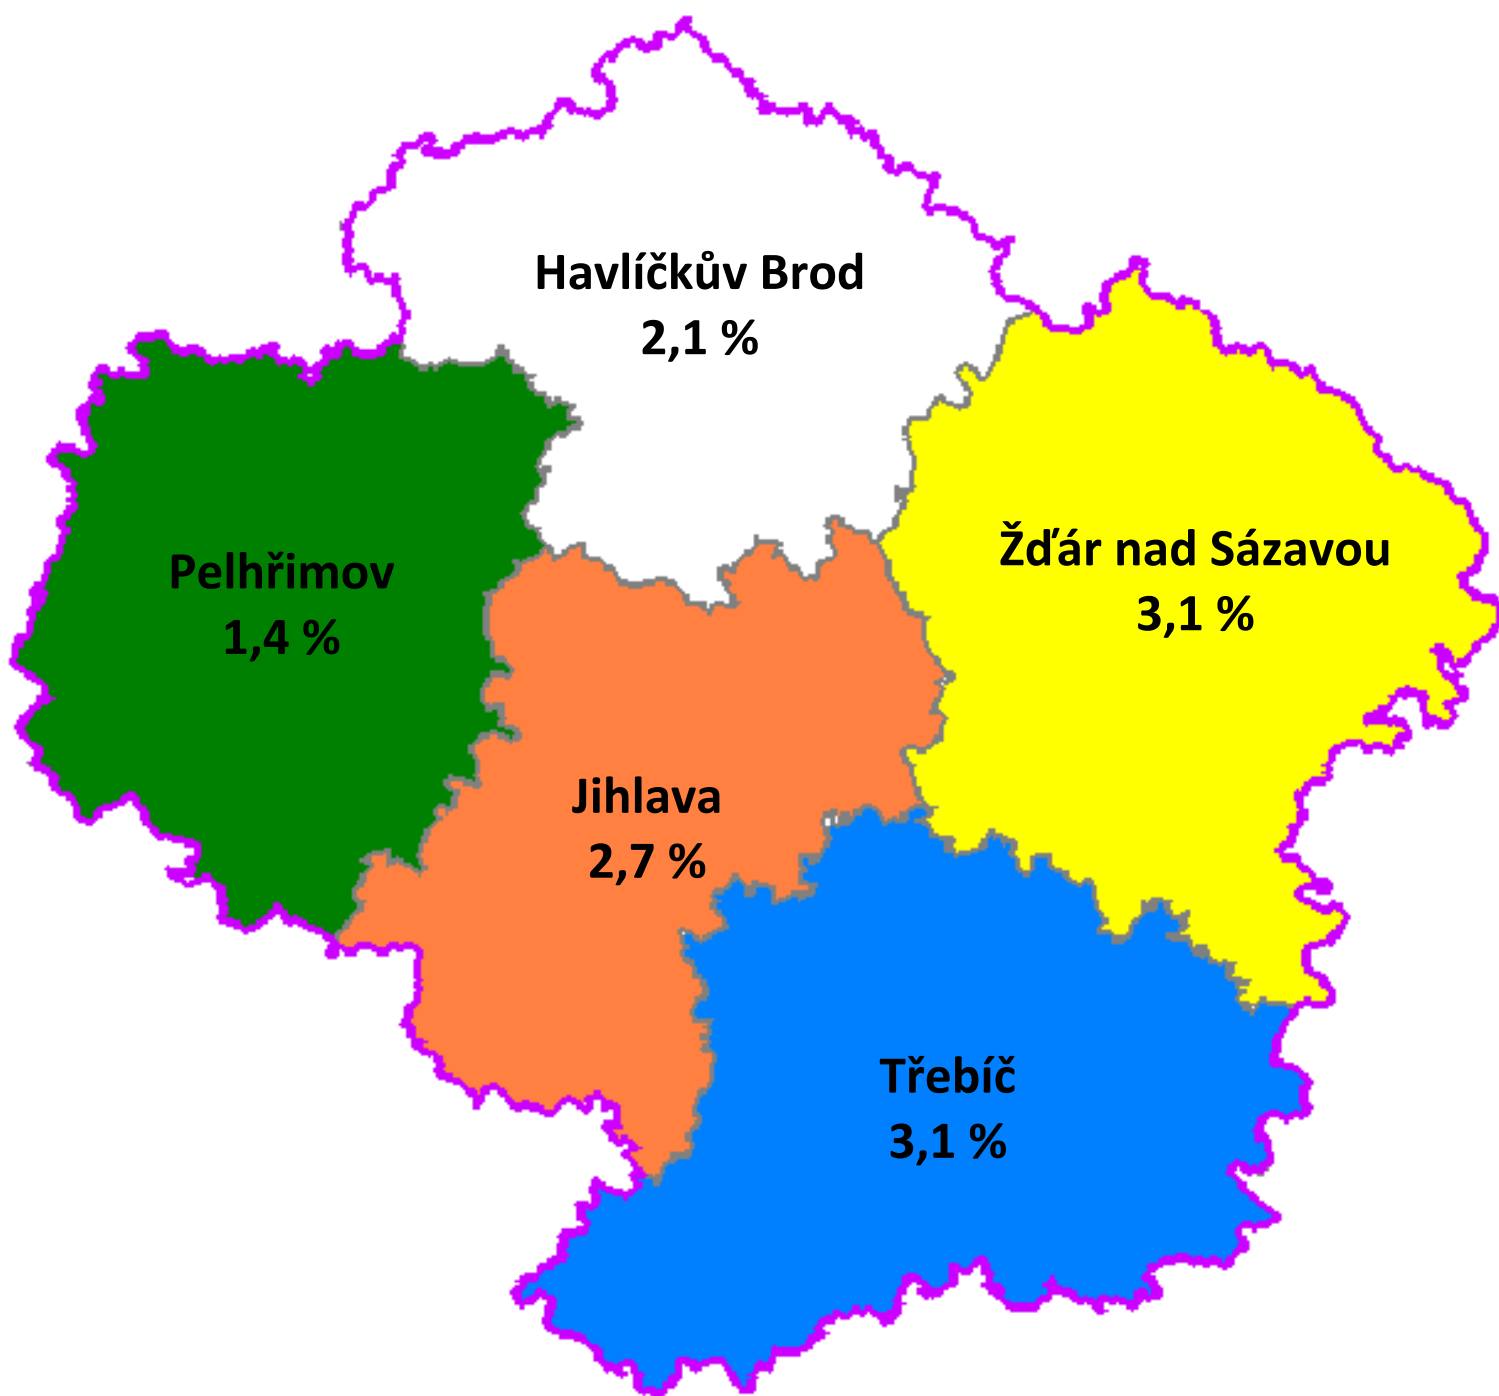 Havlíčkův Brod
2,1 %
Žďár nad Sázavou
3,1 %
Pelhřimov
1,4 %
Jihlava
2,7 %
Třebíč
3,1 %